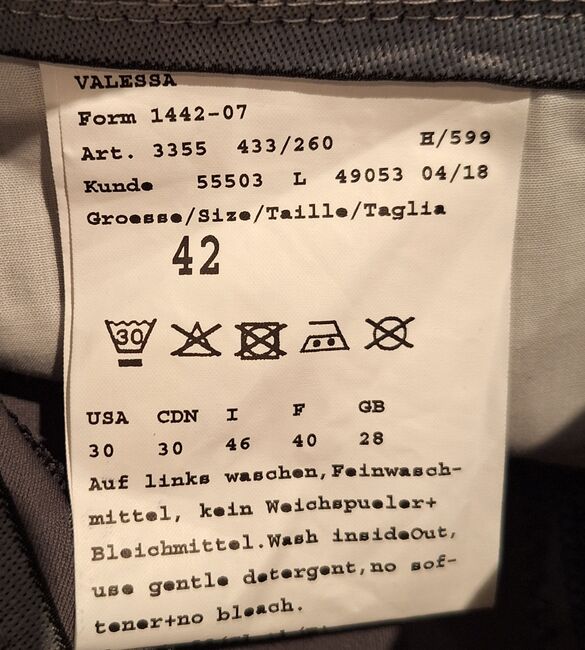 VALESSA
Form 1442-07
Art. 3355 433/260 H/599
Kunde 55503 L 49053 04/18
Groesse/Size/Taille/Taglia
42
30
USA CDN I F GB
30 30 46 40 28
Auf links waschen,Feinwasch-
mittel, kein Weichspueler+
Bleichmittel.Wash insideOut,
use gentle detergent,no sof-
tener+no bleach.